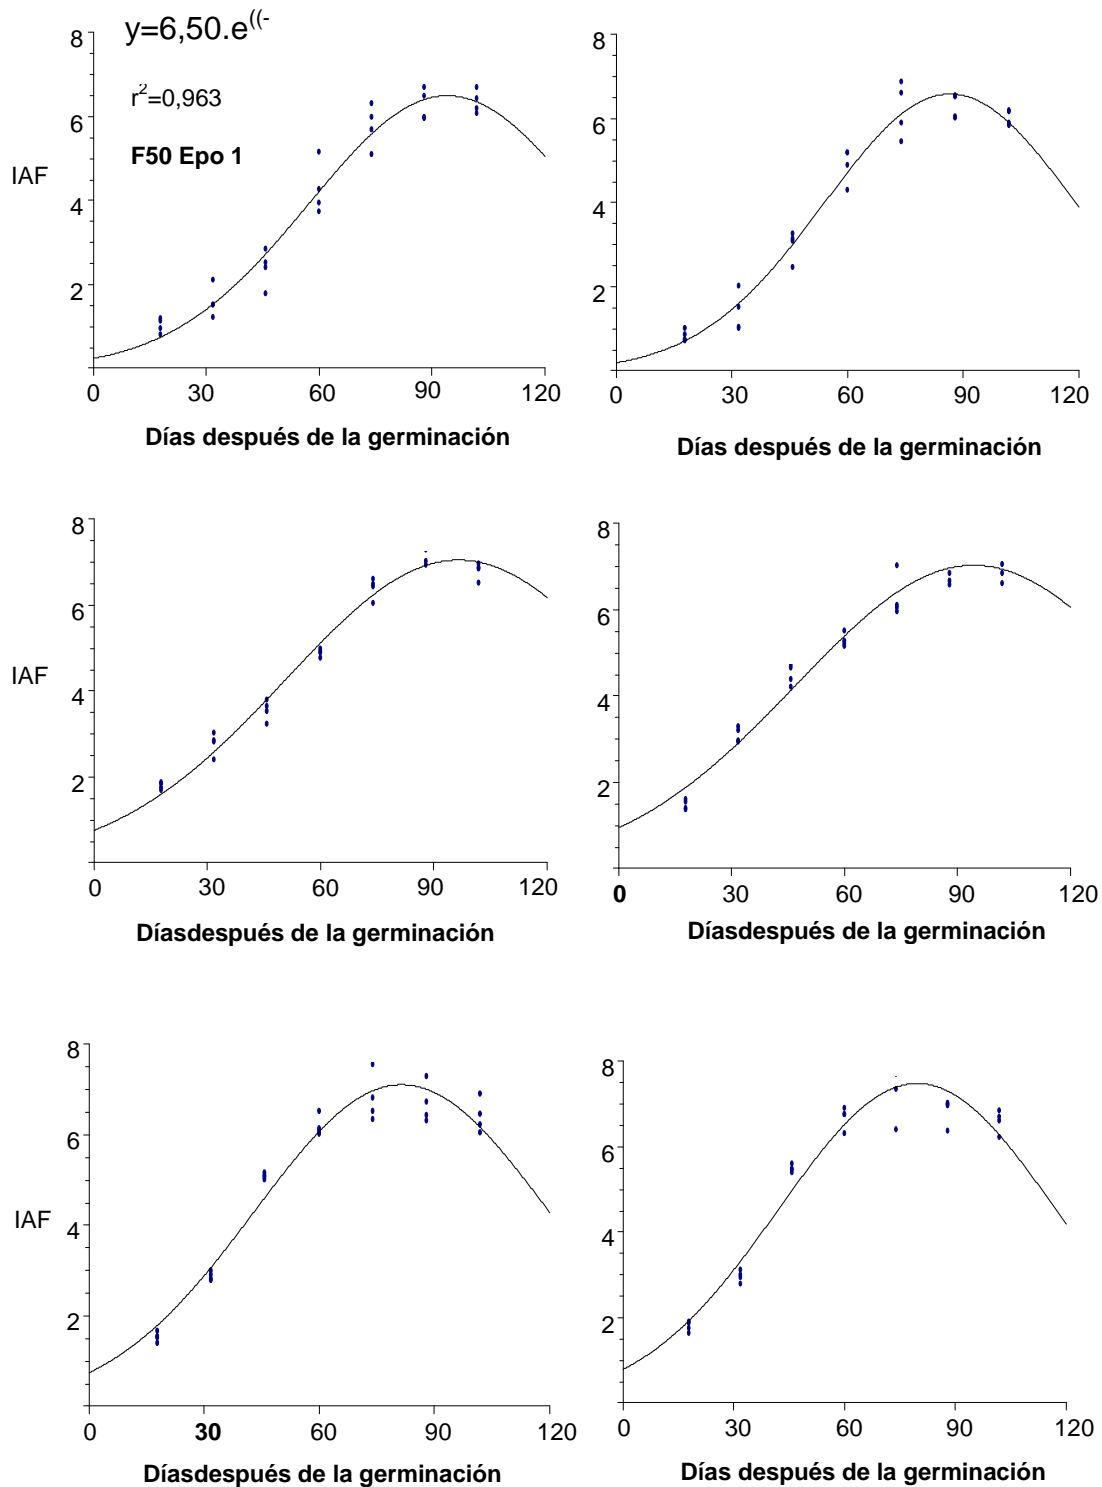 y=6,50.e((-
r2=0,963
F50 Epo 1
IAF
8
6
4
2
0 30 60 90 120
Días después de la germinación
8
6
4
2
0 30 60 90 120
Días después de la germinación
IAF
8
6
4
2
0 30 60 90 120
Díasdespués de la germinación
8
6
4
2
0 30 60 90 120
Díasdespués de la germinación
IAF
8
6
4
2
0 30 60 90 120
Díasdespués de la germinación
8
6
4
2
0 30 60 90 120
Días después de la germinación